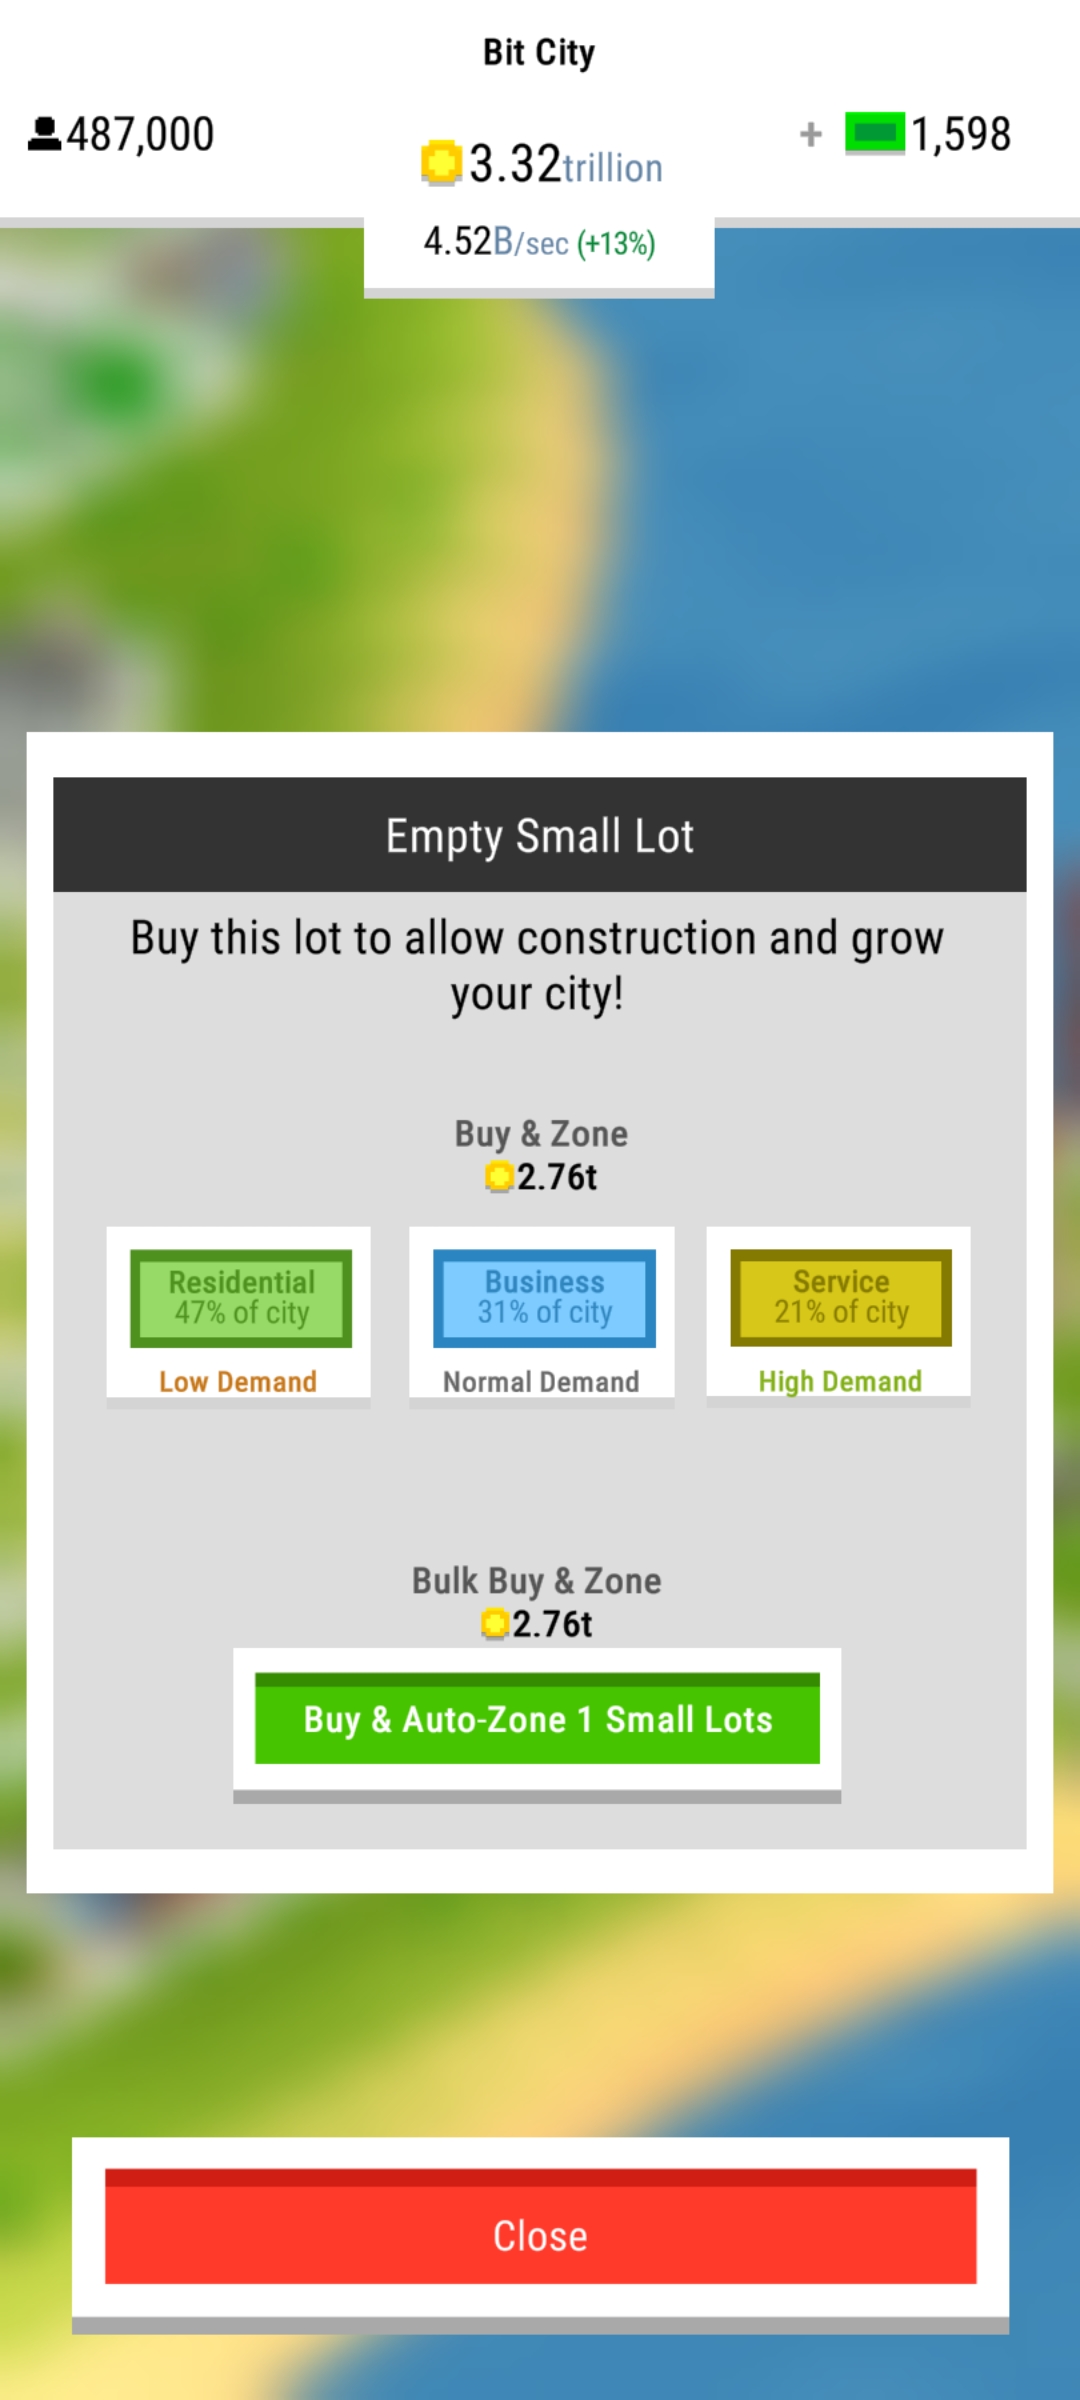 Bit City
487,000
3.32trillion
+ 1,598
4.52B/sec (+13%)
Empty Small Lot
Buy this lot to allow construction and grow
your city!
Buy & Zone
2.76t
Residential
47% of city
Low Demand
Business
31% of city
Normal Demand
Service
21% of city
High Demand
Bulk Buy & Zone
2.76t
Buy & Auto-Zone 1 Small Lots
Close